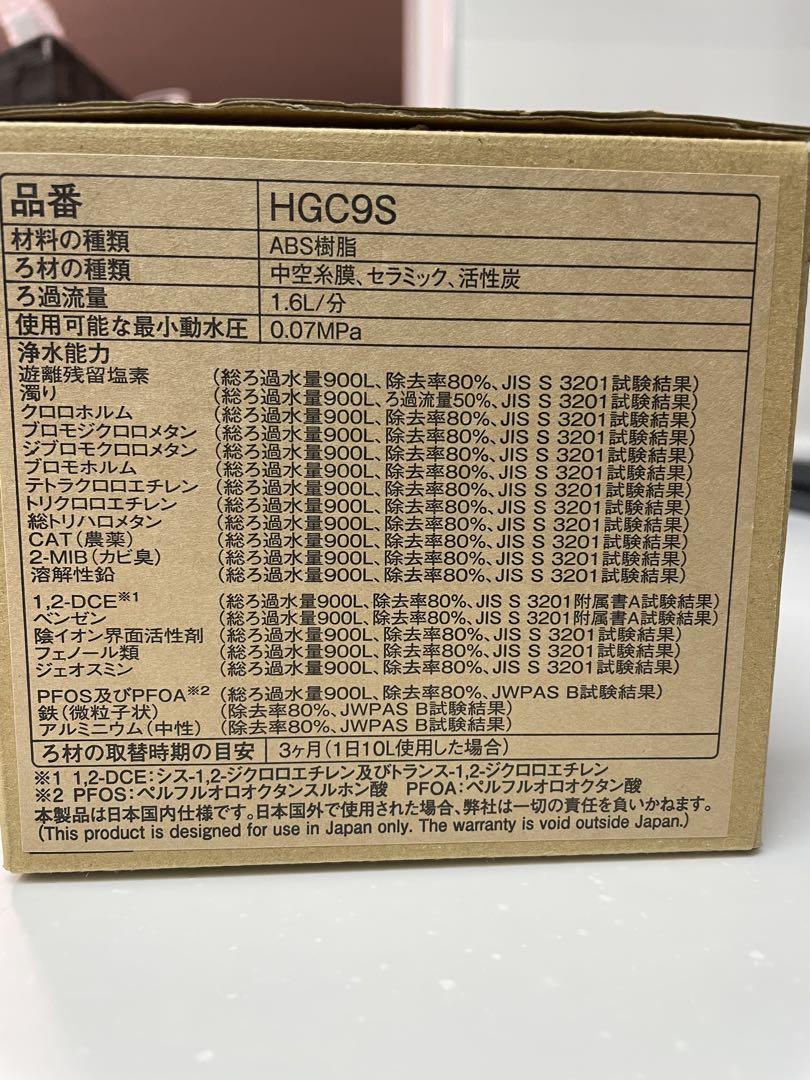 品番 HGC9S
材料の種類 ABS樹脂
ろ材の種類 中空糸膜、セラミック、活性炭
ろ過流量 1.6L/分
使用可能な最小動水圧 0.07MPa
浄水能力
遊離残留塩素 (総ろ過水量900L、除去率80%、JIS S 3201試験結果)
濁り (総ろ過水量900L、ろ過流量50%、JIS S 3201試験結果)
クロロホルム (総ろ過水量900L、除去率80%、JIS S 3201試験結果)
ブロモジクロロメタン (総ろ過水量900L、除去率80%、JIS S 3201試験結果)
ジブロモクロロメタン (総ろ過水量900L、除去率80%、JIS S 3201試験結果)
ブロモホルム (総ろ過水量900L、除去率80%、JIS S 3201試験結果)
テトラクロロエチレン (総ろ過水量900L、除去率80%、JIS S 3201試験結果)
トリクロロエチレン (総ろ過水量900L、除去率80%、JIS S 3201試験結果)
総トリハロメタン (総ろ過水量900L、除去率80%、JIS S 3201試験結果)
CAT(農薬) (総ろ過水量900L、除去率80%、JIS S 3201試験結果)
2-MIB(カビ臭) (総ろ過水量900L、除去率80%、JIS S 3201試験結果)
溶解性鉛 (総ろ過水量900L、除去率80%、JIS S 3201試験結果)
1,2-DCE※1 (総ろ過水量900L、除去率80%、JIS S 3201附属書A試験結果)
ベンゼン (総ろ過水量900L、除去率80%、JIS S 3201附属書A試験結果)
陰イオン界面活性剤 (総ろ過水量900L、除去率80%、JIS S 3201試験結果)
フェノール類 (総ろ過水量900L、除去率80%、JIS S 3201試験結果)
ジェオスミン (総ろ過水量900L、除去率80%、JIS S 3201試験結果)
PFOS及びPFOA※2 (総ろ過水量900L、除去率80%、JWPAS B試験結果)
鉄(微粒子状) (除去率80%、JWPAS B試験結果)
アルミニウム(中性) (除去率80%、JWPAS B試験結果)
ろ材の取替時期の目安 3ヶ月(1日10L使用した場合)
※1 1,2-DCE:シス-1,2-ジクロロエチレン及びトランス-1,2-ジクロロエチレン
※2 PFOS:ペルフルオロオクタンスルホン酸 PFOA:ペルフルオロオクタン酸
本製品は日本国内仕様です。日本国外で使用された場合、弊社は一切の責任を負いかねます。
(This product is designed for use in Japan only. The warranty is void outside Japan.)